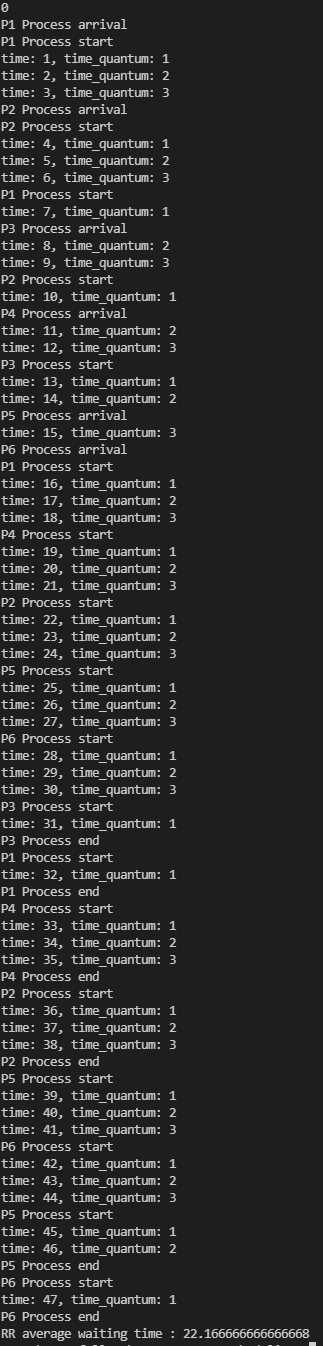 0
P1 Process arrival
P1 Process start
time: 1, time_quantum: 1
time: 2, time_quantum: 2
time: 3, time_quantum: 3
P2 Process arrival
P2 Process start
time: 4, time_quantum: 1
time: 5, time_quantum: 2
time: 6, time_quantum: 3
P1 Process start
time: 7, time_quantum: 1
P3 Process arrival
time: 8, time_quantum: 2
time: 9, time_quantum: 3
P2 Process start
time: 10, time_quantum: 1
P4 Process arrival
time: 11, time_quantum: 2
time: 12, time_quantum: 3
P3 Process start
time: 13, time_quantum: 1
time: 14, time_quantum: 2
P5 Process arrival
time: 15, time_quantum: 3
P6 Process arrival
P1 Process start
time: 16, time_quantum: 1
time: 17, time_quantum: 2
time: 18, time_quantum: 3
P4 Process start
time: 19, time_quantum: 1
time: 20, time_quantum: 2
time: 21, time_quantum: 3
P2 Process start
time: 22, time_quantum: 1
time: 23, time_quantum: 2
time: 24, time_quantum: 3
P5 Process start
time: 25, time_quantum: 1
time: 26, time_quantum: 2
time: 27, time_quantum: 3
P6 Process start
time: 28, time_quantum: 1
time: 29, time_quantum: 2
time: 30, time_quantum: 3
P3 Process start
time: 31, time_quantum: 1
P3 Process end
P1 Process start
time: 32, time_quantum: 1
P1 Process end
P4 Process start
time: 33, time_quantum: 1
time: 34, time_quantum: 2
time: 35, time_quantum: 3
P4 Process end
P2 Process start
time: 36, time_quantum: 1
time: 37, time_quantum: 2
time: 38, time_quantum: 3
P2 Process end
P5 Process start
time: 39, time_quantum: 1
time: 40, time_quantum: 2
time: 41, time_quantum: 3
P6 Process start
time: 42, time_quantum: 1
time: 43, time_quantum: 2
time: 44, time_quantum: 3
P5 Process start
time: 45, time_quantum: 1
time: 46, time_quantum: 2
P5 Process end
P6 Process start
time: 47, time_quantum: 1
P6 Process end
RR average waiting time : 22.166666666666668